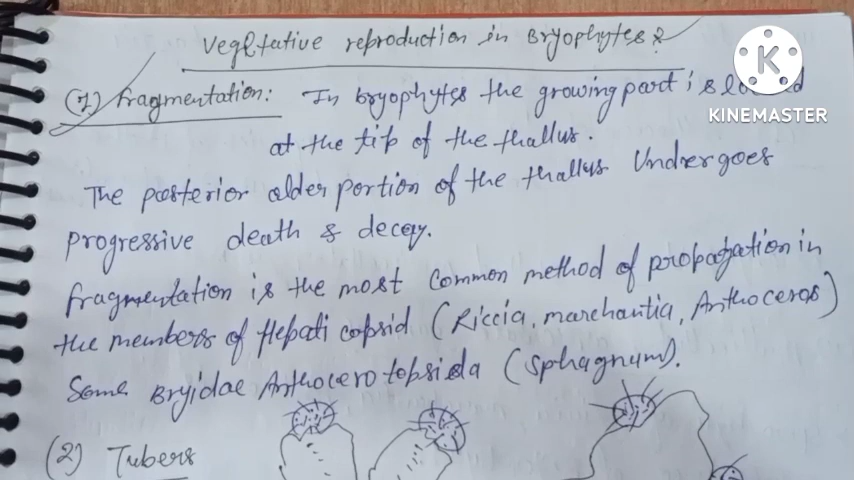 Vegetative reproduction in Bryophytes?
(1) Fragmentation: In bryophytes the growing part is
at the tip of the thallus.
The posterior older portion of the thallus Undergoes
progressive death & decay.
fragmentation is the most common method of propagation in
the members of Hepati copsid (Riccia, marchantia, Anthoceros)
Some Bryidae Anthocerotopsida (Sphagnum).
(2) Tubers
K
KINEMASTER